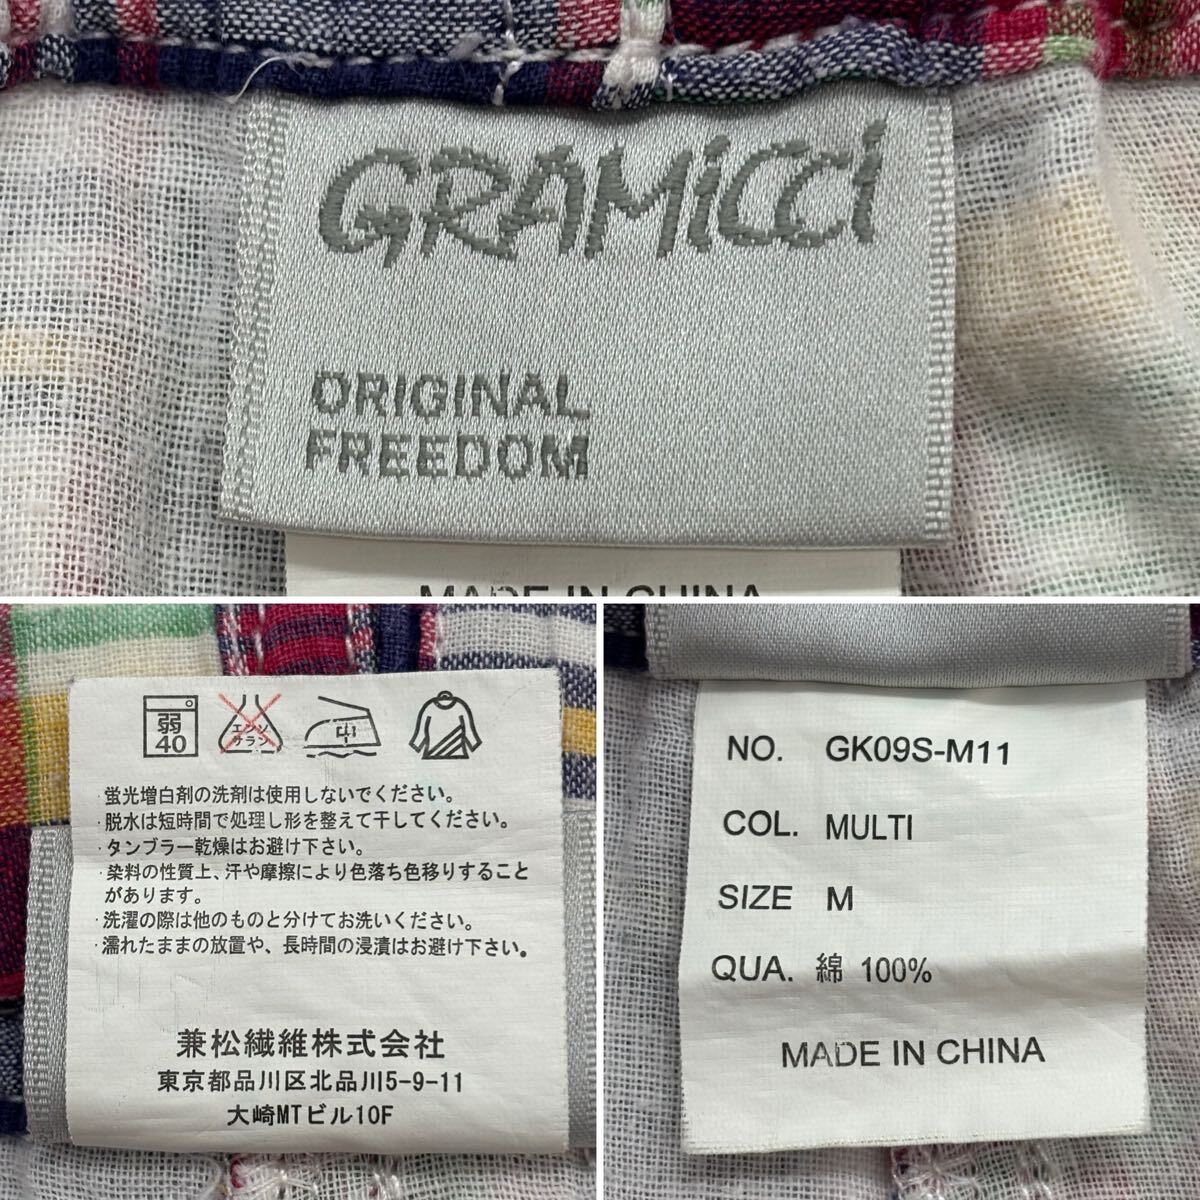 GRAMiCCi
ORIGINAL
FREEDOM
MADE IN CHINA
弱
40
エンソ
サラシ
中
・蛍光増白剤の洗剤は使用しないでください。
・脱水は短時間で処理し形を整えて干してください。
・タンブラー乾燥はお避け下さい。
・染料の性質上、汗や摩擦により色落ち色移りすること
があります。
・洗濯の際は他のものと分けてお洗いください。
・濡れたままの放置や、長時間の浸漬はお避け下さい。
兼松繊維株式会社
東京都品川区北品川5-9-11
大崎MTビル10F
NO. GK09S-M11
COL. MULTI
SIZE M
QUA. 綿 100%
MADE IN CHINA